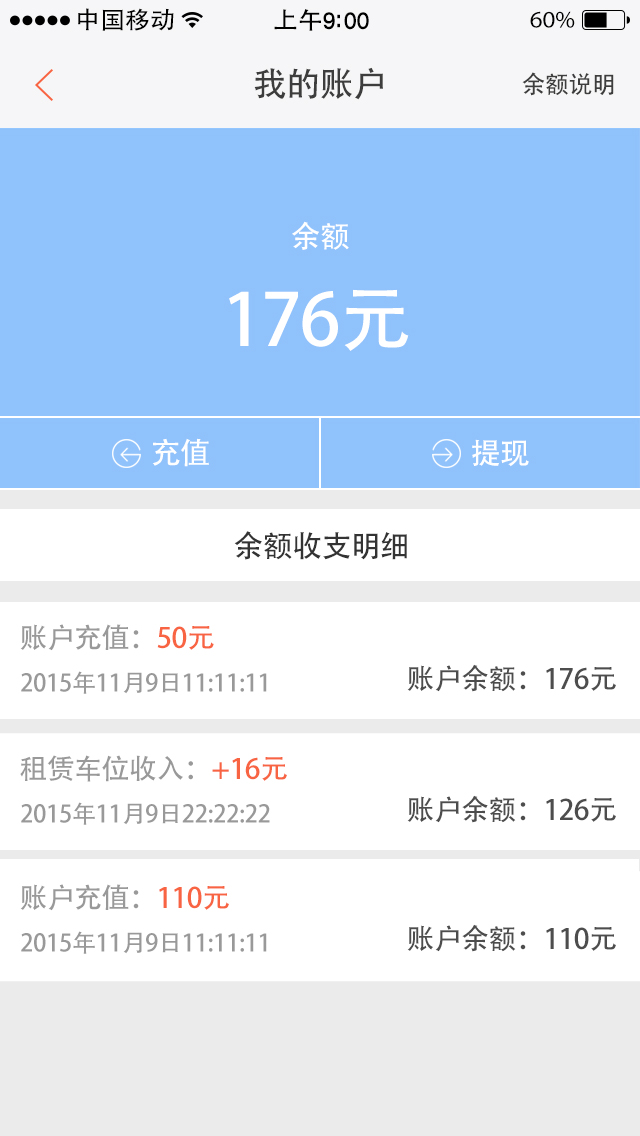 中国移动 上午9:00 60%
我的账户 余额说明
余额
176元
充值 提现
余额收支明细
账户充值：50元
2015年11月9日11:11:11 账户余额：176元
租赁车位收入：+16元
2015年11月9日22:22:22 账户余额：126元
账户充值：110元
2015年11月9日11:11:11 账户余额：110元